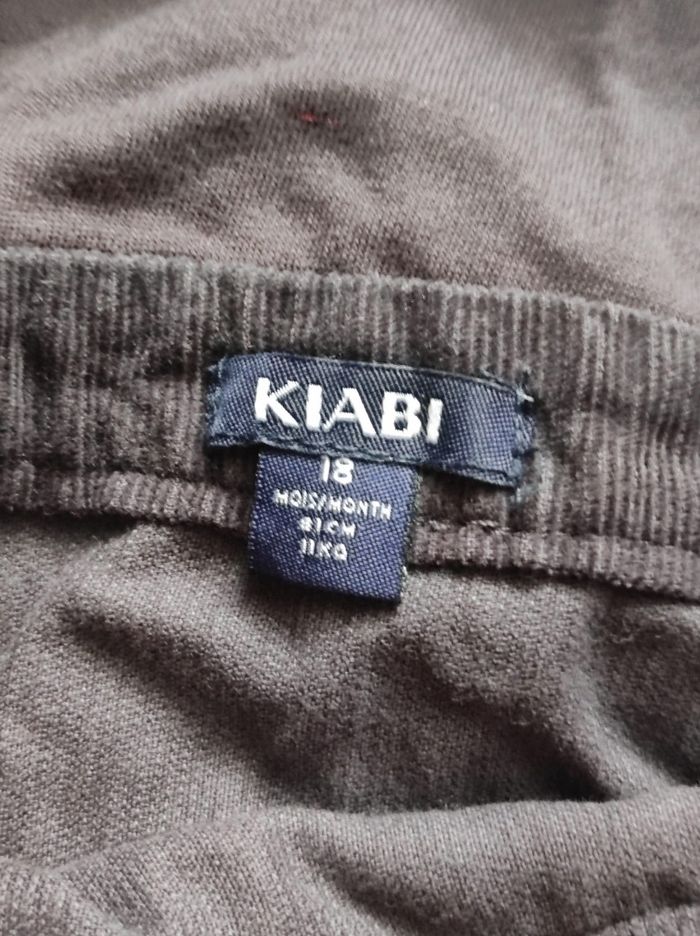 KIABI
18
MOIS/MONTH
81CM
11KG